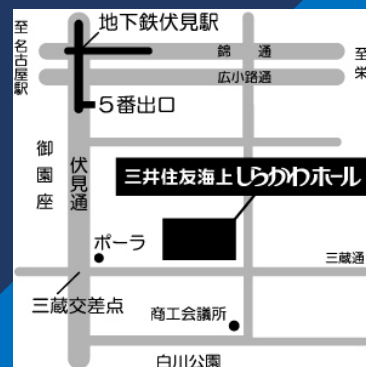 地下鉄伏見駅
至名古屋駅
錦通
至栄
広小路通
5番出口
御園座
伏見通
三井住友海上しらかわホール
ポーラ
三蔵通
三蔵交差点
商工会議所
白川公園